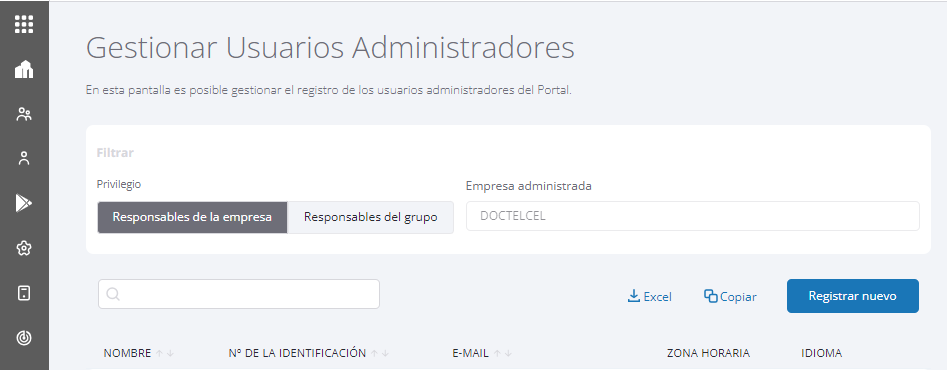 Gestionar Usuarios Administradores
En esta pantalla es posible gestionar el registro de los usuarios administradores del Portal.
Filtrar
Privilegio
Empresa administrada
Responsables de la empresa
Responsables del grupo
DOCTELCEL
Excel
Copiar
Registrar nuevo
NOMBRE
Nº DE LA IDENTIFICACIÓN
E-MAIL
ZONA HORARIA
IDIOMA